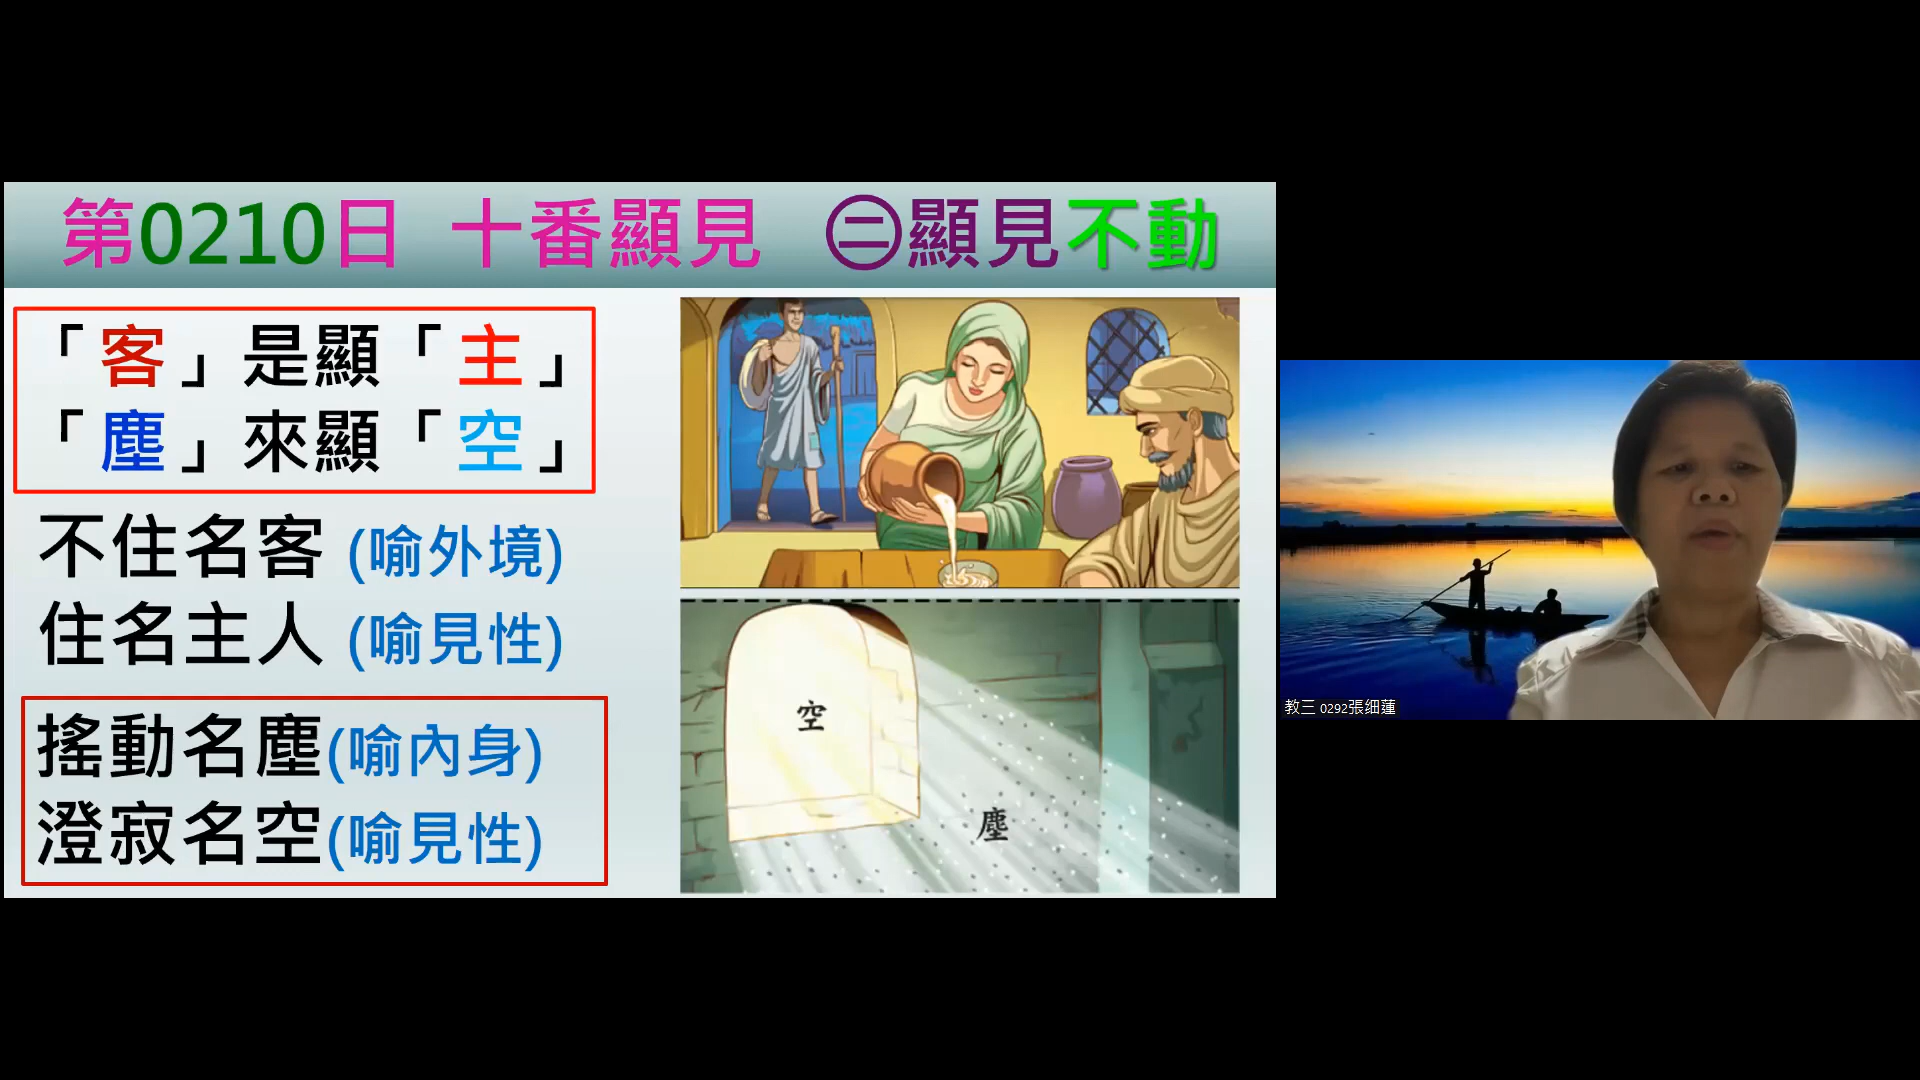 第0210日 十番顯見 ㊁顯見不動
「客」是顯「主」
「塵」來顯「空」
不住名客 (喻外境)
住名主人 (喻見性)
搖動名塵(喻內身)
澄寂名空(喻見性)
空
塵
教三 0292張细蓮